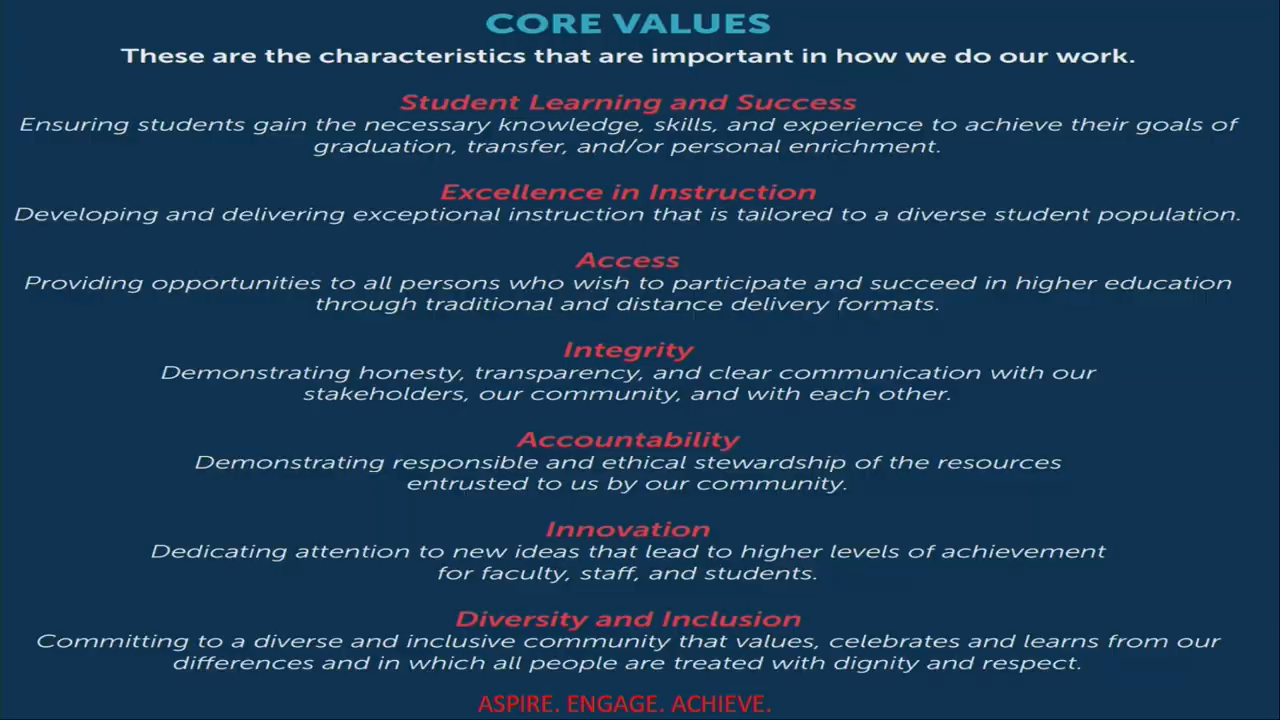 CORE VALUES
These are the characteristics that are important in how we do our work.
Student Learning and Success
Ensuring students gain the necessary knowledge, skills, and experience to achieve their goals of
graduation, transfer, and/or personal enrichment.
Excellence in Instruction
Developing and delivering exceptional instruction that is tailored to a diverse student population.
Access
Providing opportunities to all persons who wish to participate and succeed in higher education
through traditional and distance delivery formats.
Integrity
Demonstrating honesty, transparency, and clear communication with our
stakeholders, our community, and with each other.
Accountability
Demonstrating responsible and ethical stewardship of the resources
entrusted to us by our community.
Innovation
Dedicating attention to new ideas that lead to higher levels of achievement
for faculty, staff, and students.
Diversity and Inclusion
Committing to a diverse and inclusive community that values, celebrates and learns from our
differences and in which all people are treated with dignity and respect.
ASPIRE. ENGAGE. ACHIEVE.